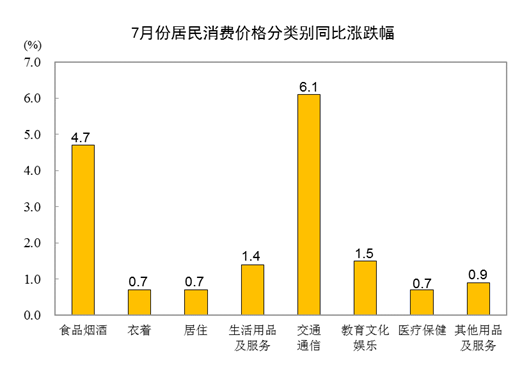 7月份居民消费价格分类别同比涨跌幅
(%)
7.0
6.0
5.0
4.0
3.0
2.0
1.0
0.0
4.7
0.7
0.7
1.4
6.1
1.5
0.7
0.9
食品烟酒
衣着
居住
生活用品
及服务
交通
通信
教育文化
娱乐
医疗保健
其他用品
及服务